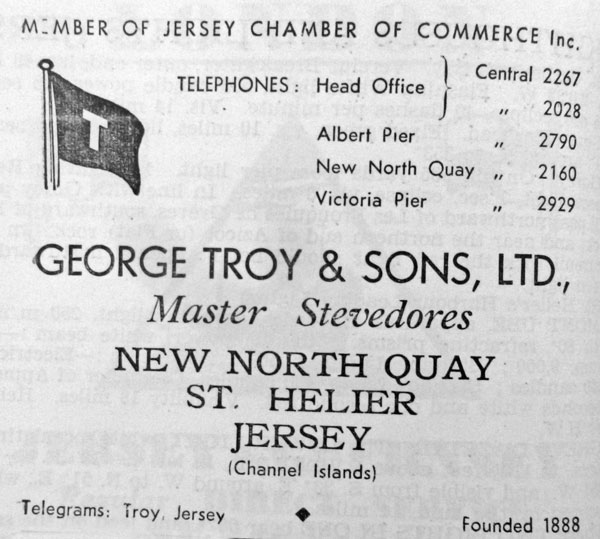 MEMBER OF JERSEY CHAMBER OF COMMERCE Inc.
T
TELEPHONES: Head Office Central 2267
" 2028
Albert Pier " 2790
New North Quay " 2160
Victoria Pier " 2929
GEORGE TROY & SONS, LTD.,
Master Stevedores
NEW NORTH QUAY
ST. HELIER
JERSEY
(Channel Islands)
Telegrams: Troy, Jersey
Founded 1888